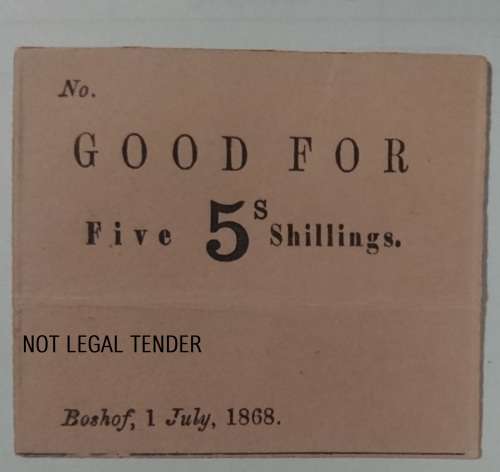 No.
GOOD FOR
Five 5s Shillings.
NOT LEGAL TENDER
Boshof, 1 July, 1868.